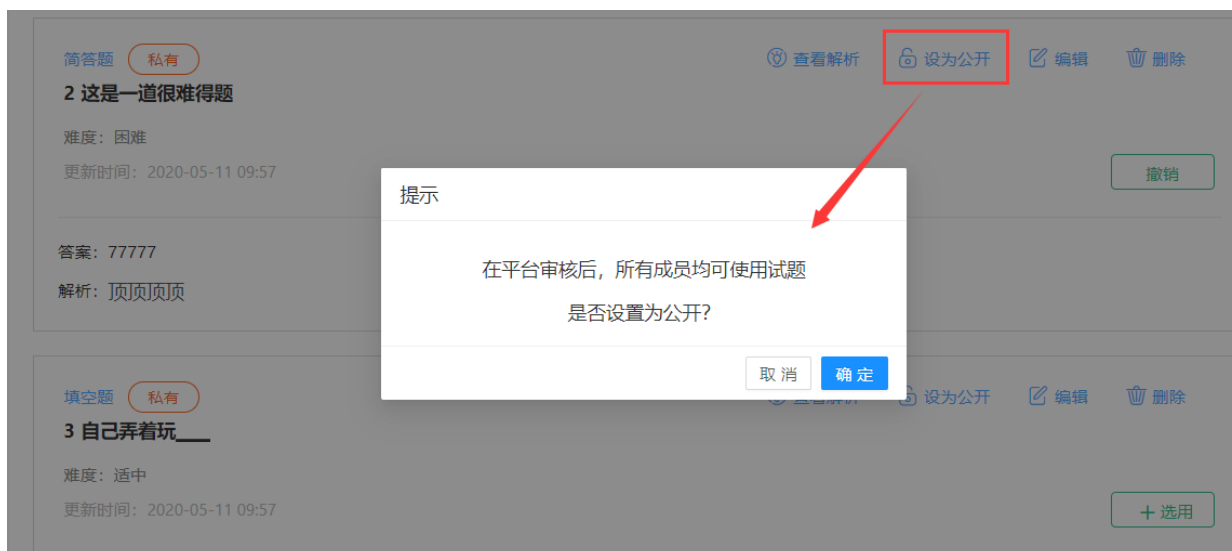 简答题 私有 查看解析 设为公开 编辑 删除
2 这是一道很难得题
难度：困难
更新时间：2020-05-11 09:57
撤销
提示
答案：77777
在平台审核后，所有成员均可使用试题
解析：顶顶顶顶
是否设置为公开？
取 消 确 定
填空题 私有 查看解析 设为公开 编辑 删除
3 自己弄着玩____
难度：适中
更新时间：2020-05-11 09:57
＋选用